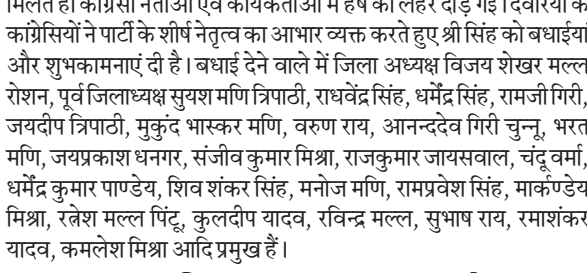 मिलते ही कांग्रेसी नेताओं एवं कार्यकर्ताओं में हर्ष की लहर दौड़ गई। देवरिया के
कांग्रेसियों ने पार्टी के शीर्ष नेतृत्व का आभार व्यक्त करते हुए श्री सिंह को बधाईयां
और शुभकामनाएं दी है। बधाई देने वाले में जिला अध्यक्ष विजय शेखर मल्ल
रोशन, पूर्व जिलाध्यक्ष सुयश मणि त्रिपाठी, राधवेंद्र सिंह, धर्मेंद्र सिंह, रामजी गिरी,
जयदीप त्रिपाठी, मुकुंद भास्कर मणि, वरुण राय, आनन्ददेव गिरी चुन्नू, भरत
मणि, जयप्रकाश धनगर, संजीव कुमार मिश्रा, राजकुमार जायसवाल, चंदू वर्मा,
धर्मेंद्र कुमार पाण्डेय, शिव शंकर सिंह, मनोज मणि, रामप्रवेश सिंह, मार्कण्डेय
मिश्रा, रत्नेश मल्ल पिंटू, कुलदीप यादव, रविन्द्र मल्ल, सुभाष राय, रमाशंकर
यादव, कमलेश मिश्रा आदि प्रमुख हैं।